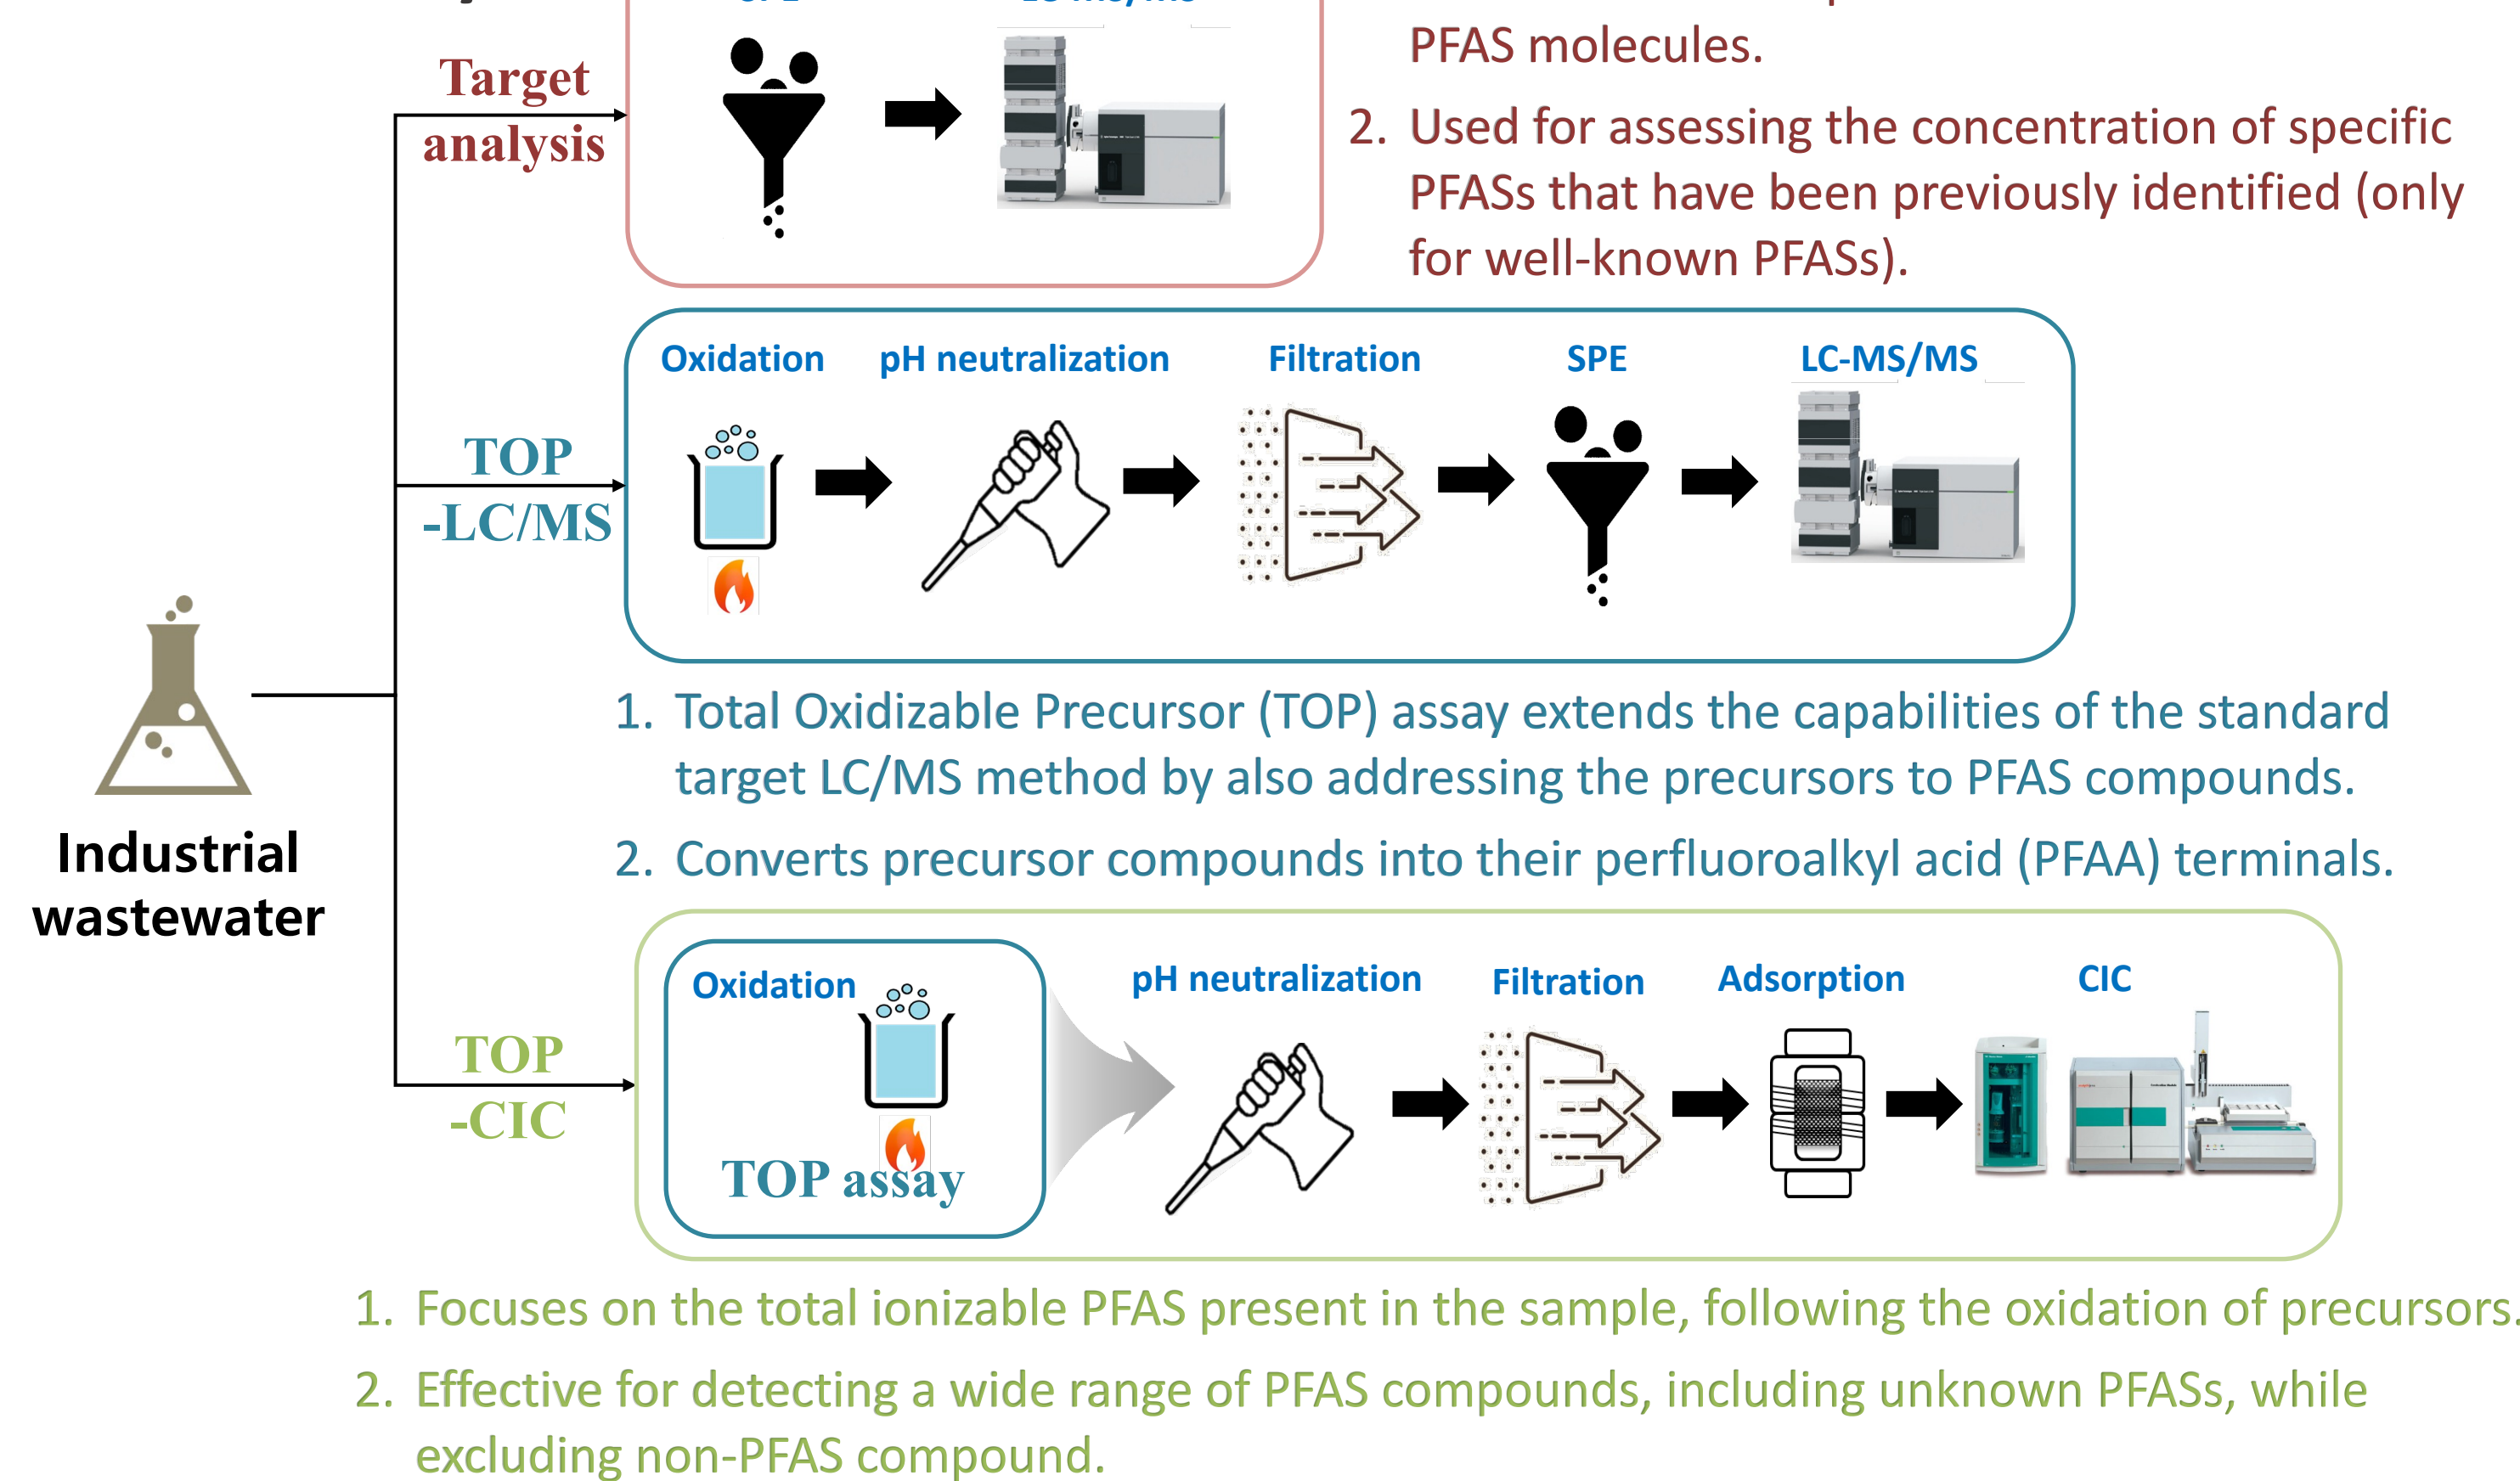 PFAS molecules.
Target
analysis
2. Used for assessing the concentration of specific
PFASs that have been previously identified (only
for well-known PFASs).
Oxidation pH neutralization Filtration SPE LC-MS/MS
TOP
-LC/MS
1. Total Oxidizable Precursor (TOP) assay extends the capabilities of the standard
target LC/MS method by also addressing the precursors to PFAS compounds.
2. Converts precursor compounds into their perfluoroalkyl acid (PFAA) terminals.
Industrial
wastewater
Oxidation pH neutralization Filtration Adsorption CIC
TOP
-CIC
TOP assay
1. Focuses on the total ionizable PFAS present in the sample, following the oxidation of precursors.
2. Effective for detecting a wide range of PFAS compounds, including unknown PFASs, while
excluding non-PFAS compound.